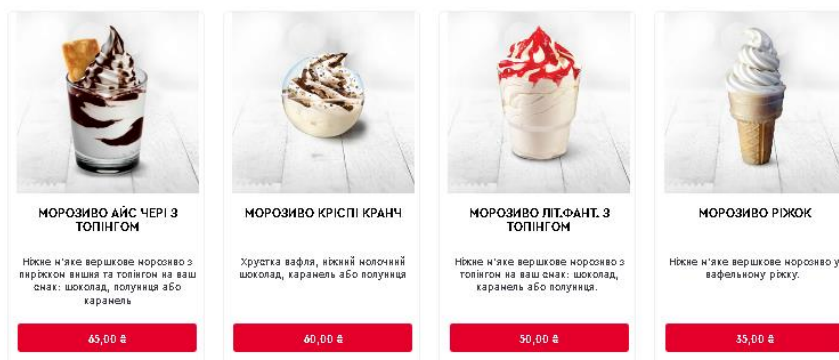 МОРОЗИВО АЙС ЧЕРІ З
ТОПІНГОМ
Ніжне м'яке вершкове морозиво з
пиріжком вишня та топінгом на ваш
смак: шоколад, полуниця або
карамель
65,00 ₴
МОРОЗИВО КРІСПІ КРАНЧ
Хрустка вафля, ніжний молочний
шоколад, карамель або полуниця
60,00 ₴
МОРОЗИВО ЛІТ.ФАНТ. З
ТОПІНГОМ
Ніжне м'яке вершкове морозиво з
топінгом на ваш смак: шоколад,
карамель або полуниця.
50,00 ₴
МОРОЗИВО РІЖОК
Ніжне м'яке вершкове морозиво у
вафельному ріжку.
35,00 ₴